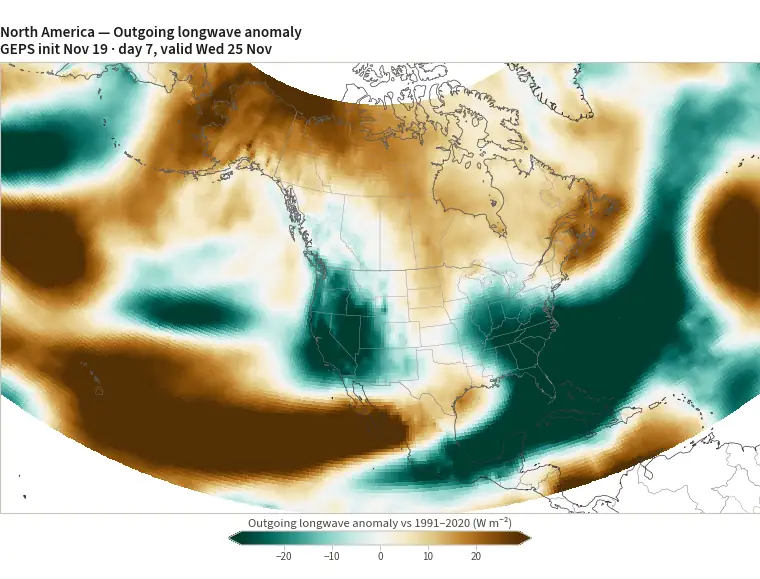 North America — Outgoing longwave anomaly
GEPS init Nov 19 · day 7, valid Wed 25 Nov
Outgoing longwave anomaly vs 1991–2020 (W m⁻²)
−20 −10 0 10 20